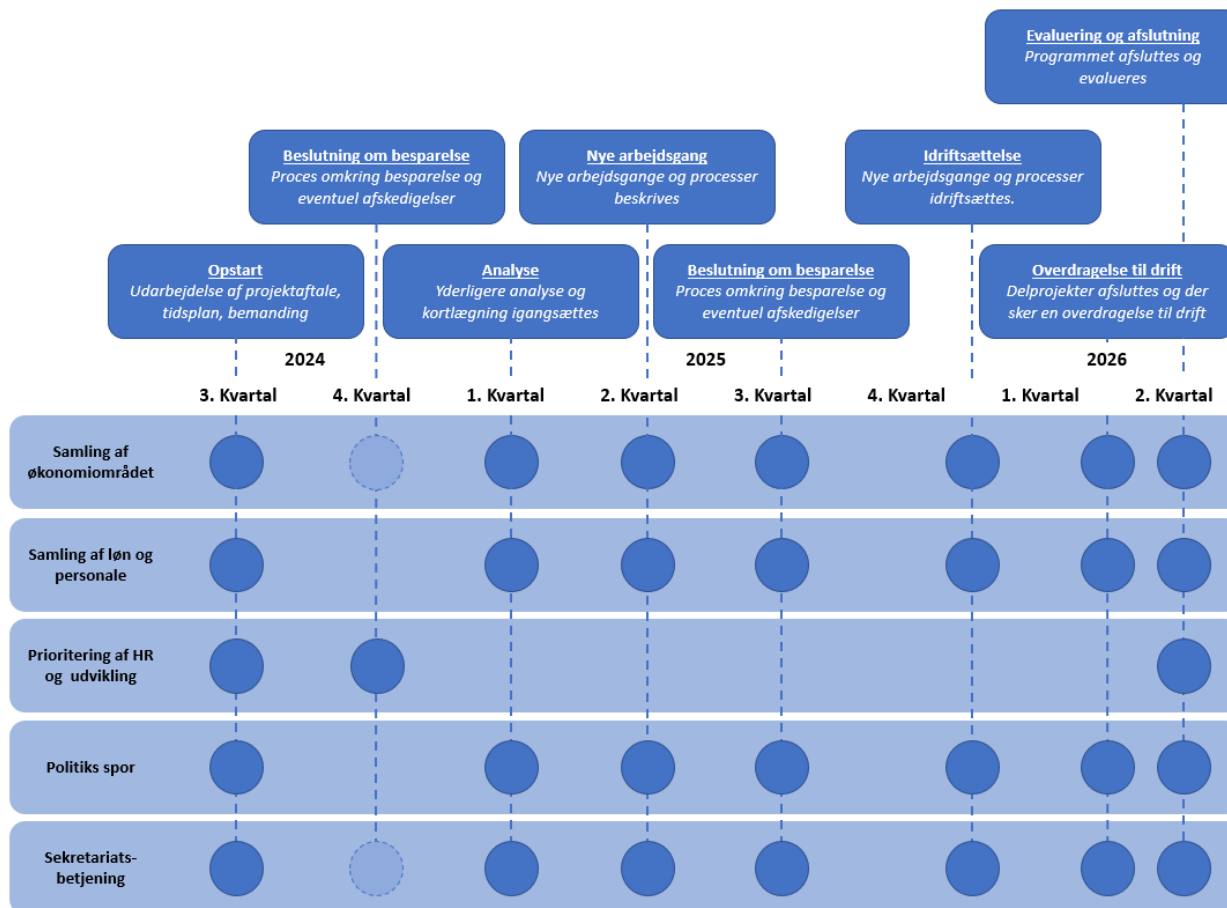 Evaluering og afslutning
Programmet afsluttes og
evalueres
Beslutning om besparelse
Proces omkring besparelse og
eventuel afskedigelser
Nye arbejdsgang
Nye arbejdsgange og processer
beskrives
Idriftsættelse
Nye arbejdsgange og processer
idriftsættes.
Opstart
Udarbejdelse af projektaftale,
tidsplan, bemanding
Analyse
Yderligere analyse og
kortlægning igangsættes
Beslutning om besparelse
Proces omkring besparelse og
eventuel afskedigelser
Overdragelse til drift
Delprojekter afsluttes og der
sker en overdragelse til drift
2024 2025 2026
3. Kvartal 4. Kvartal 1. Kvartal 2. Kvartal 3. Kvartal 4. Kvartal 1. Kvartal 2. Kvartal
Samling af
økonomiområdet
Samling af løn og
personale
Prioritering af HR
og udvikling
Politiks spor
Sekretariats-
betjening